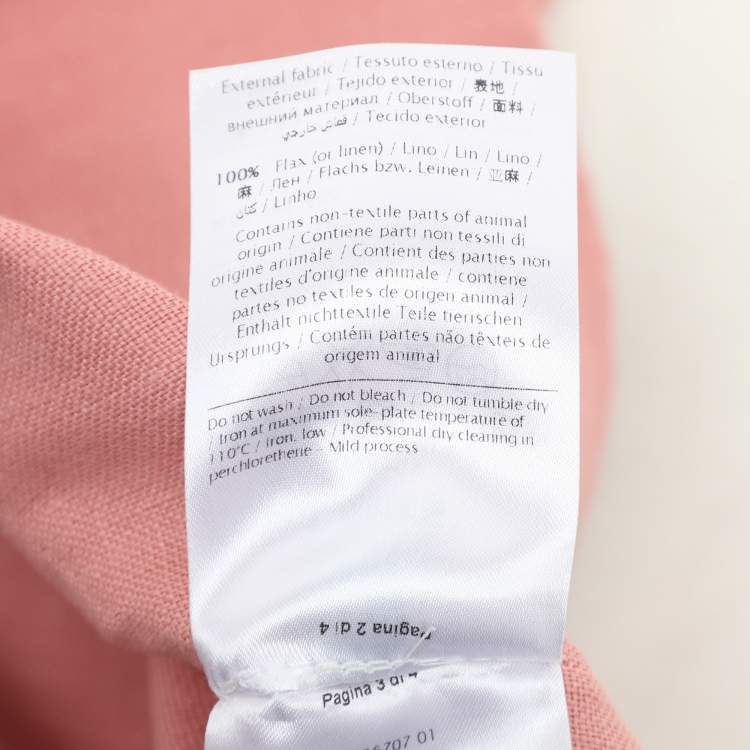 External fabric / Tessuto esterno / Tissu
extérieur / Tejido exterior / 表地 /
внешний материал / Oberstoff / 面料 /
قماش خارجي / Tecido exterior
100% Flax (or linen) / Lino / Lin / Lino /
麻 / Лен / Flachs bzw. Leinen / 亚麻 /
كتان / Linho
Contains non-textile parts of animal
origin / Contiene parti non tessili di
origine animale / Contient des parties non
textiles d'origine animale / contiene
partes no textiles de origen animal /
Enthält nichttextile Teile tierischen
Ursprungs / Contém partes não têxteis de
origem animal
Do not wash / Do not bleach / Do not tumble dry
/ Iron at maximum sole-plate temperature of
110°C / iron, low / Professional dry cleaning in
perchlorethene - Mild process
Pagina 2 di 4
Pagina 3 di 4
6707 01